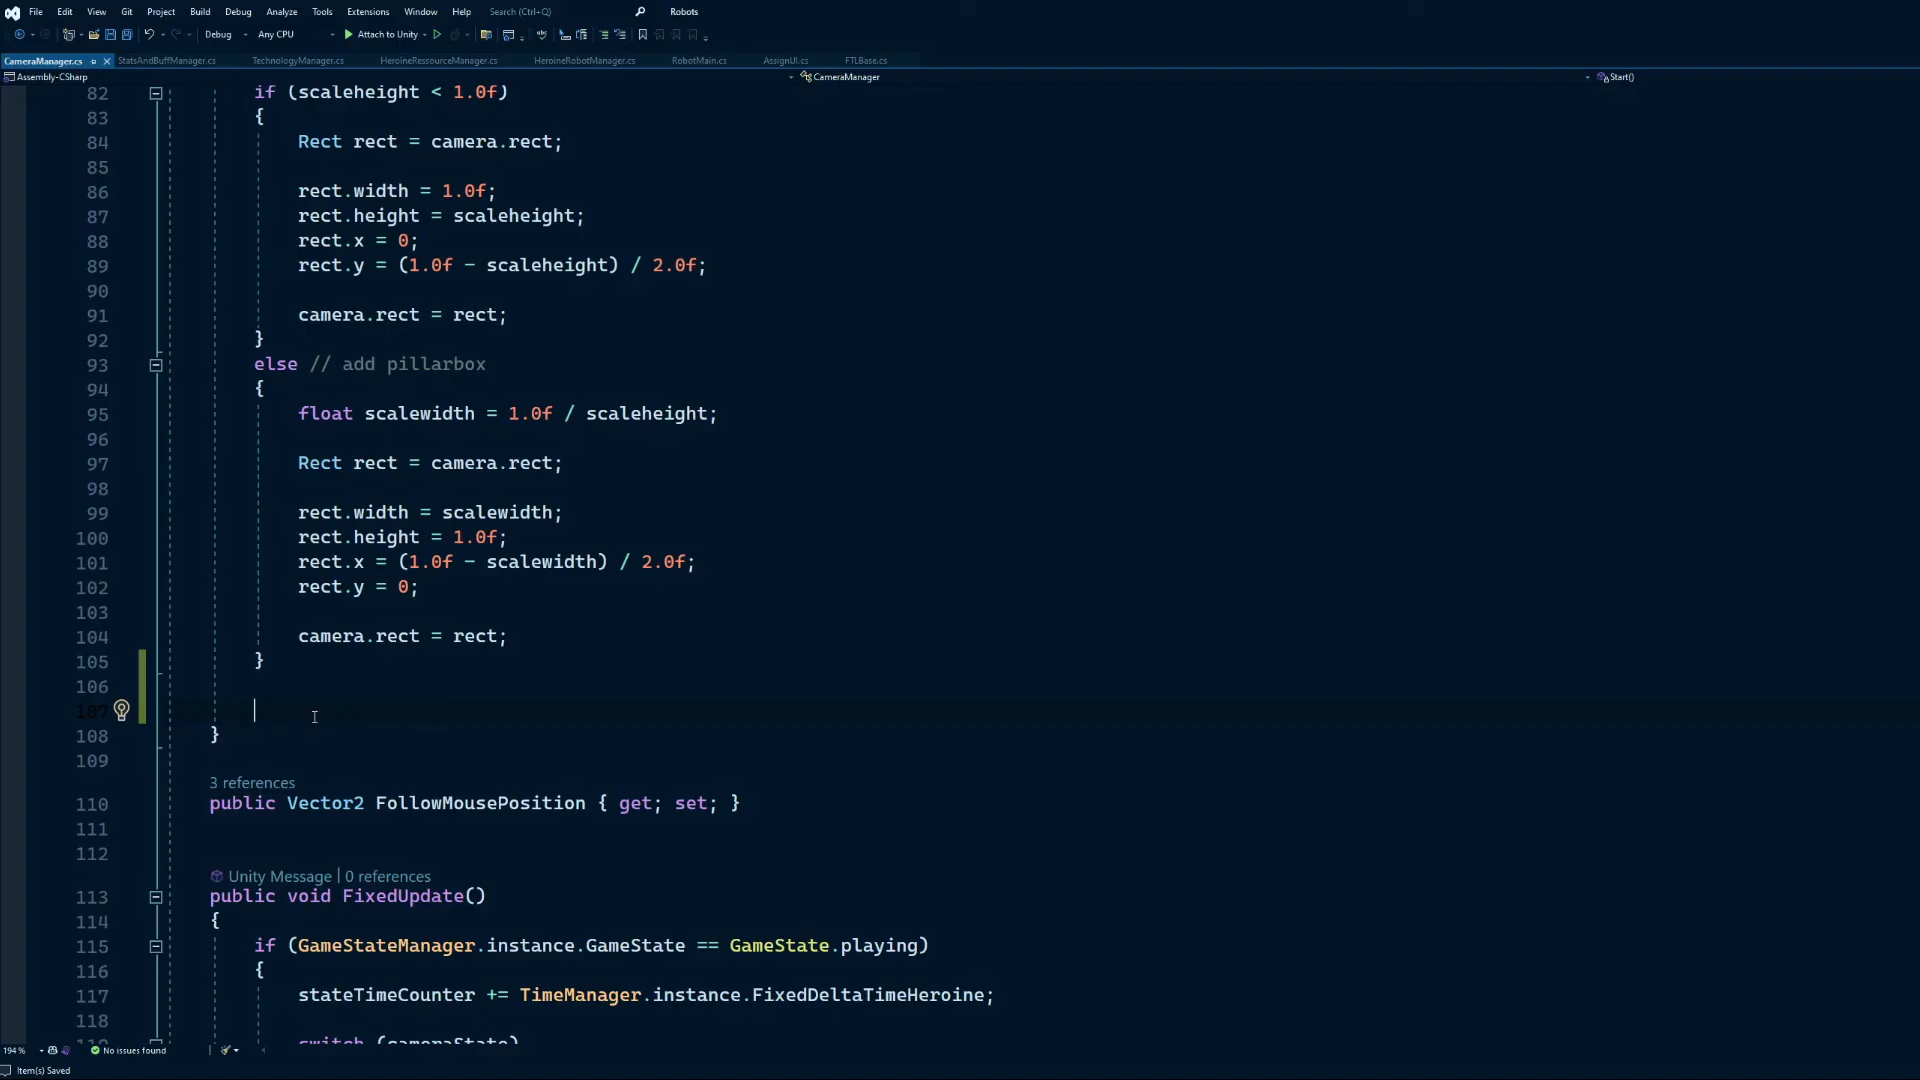 File Edit View Git Project Build Debug Analyze Tools Extensions Window Help Search (Ctrl+Q) Robots
Debug Any CPU Attach to Unity
CameraManager.cs StatsAndBuffManager.cs TechnologyManager.cs HeroineRessourceManager.cs HeroineRobotManager.cs RobotMain.cs AssignUI.cs FTLBase.cs
Assembly-CSharp CameraManager Start()
82 if (scaleheight < 1.0f)
83 {
84 Rect rect = camera.rect;
85
86 rect.width = 1.0f;
87 rect.height = scaleheight;
88 rect.x = 0;
89 rect.y = (1.0f - scaleheight) / 2.0f;
90
91 camera.rect = rect;
92 }
93 else // add pillarbox
94 {
95 float scalewidth = 1.0f / scaleheight;
96
97 Rect rect = camera.rect;
98
99 rect.width = scalewidth;
100 rect.height = 1.0f;
101 rect.x = (1.0f - scalewidth) / 2.0f;
102 rect.y = 0;
103
104 camera.rect = rect;
105 }
106
107
108 }
109
3 references
110 public Vector2 FollowMousePosition { get; set; }
111
112
Unity Message | 0 references
113 public void FixedUpdate()
114 {
115 if (GameStateManager.instance.GameState == GameState.playing)
116 {
117 stateTimeCounter += TimeManager.instance.FixedDeltaTimeHeroine;
118
119 switch (cameraState)
194 % No issues found
Item(s) Saved